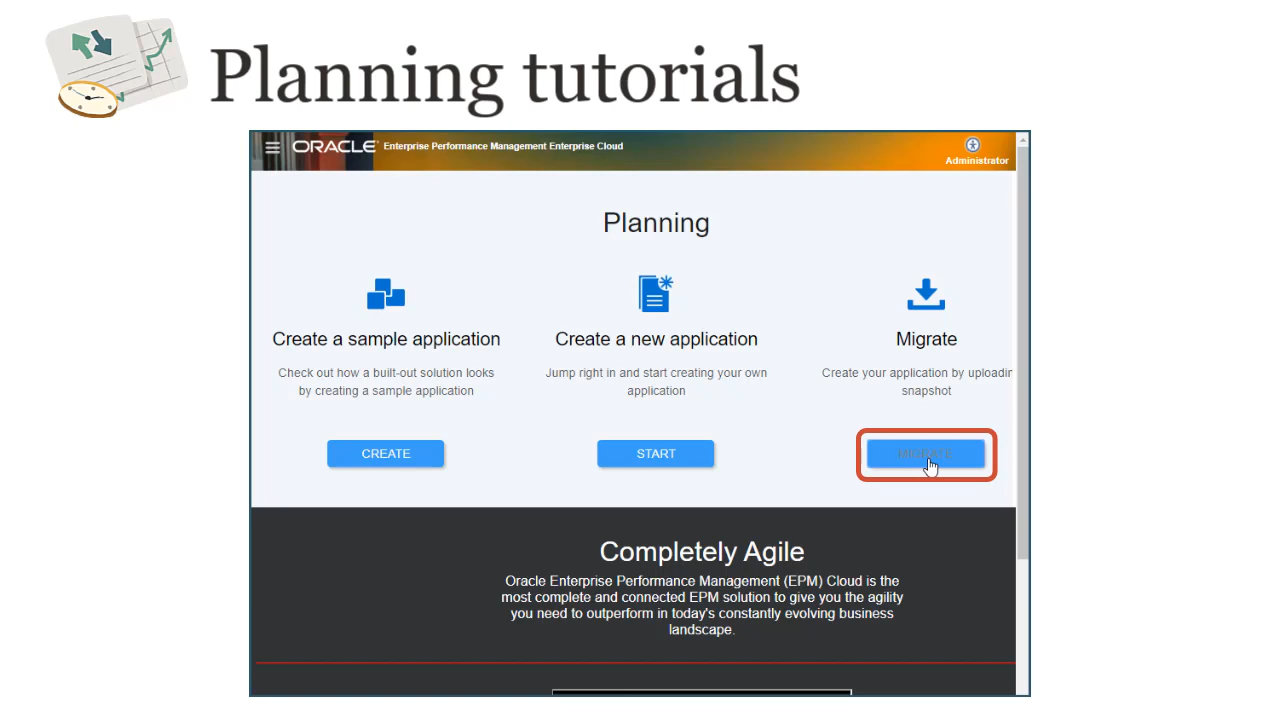 Planning tutorials
ORACLE Enterprise Performance Management Enterprise Cloud
Administrator
Planning
Create a sample application
Check out how a built-out solution looks
by creating a sample application
CREATE
Create a new application
Jump right in and start creating your own
application
START
Migrate
Create your application by uploadin
snapshot
MIGRATE
Completely Agile
Oracle Enterprise Performance Management (EPM) Cloud is the
most complete and connected EPM solution to give you the agility
you need to outperform in today's constantly evolving business
landscape.